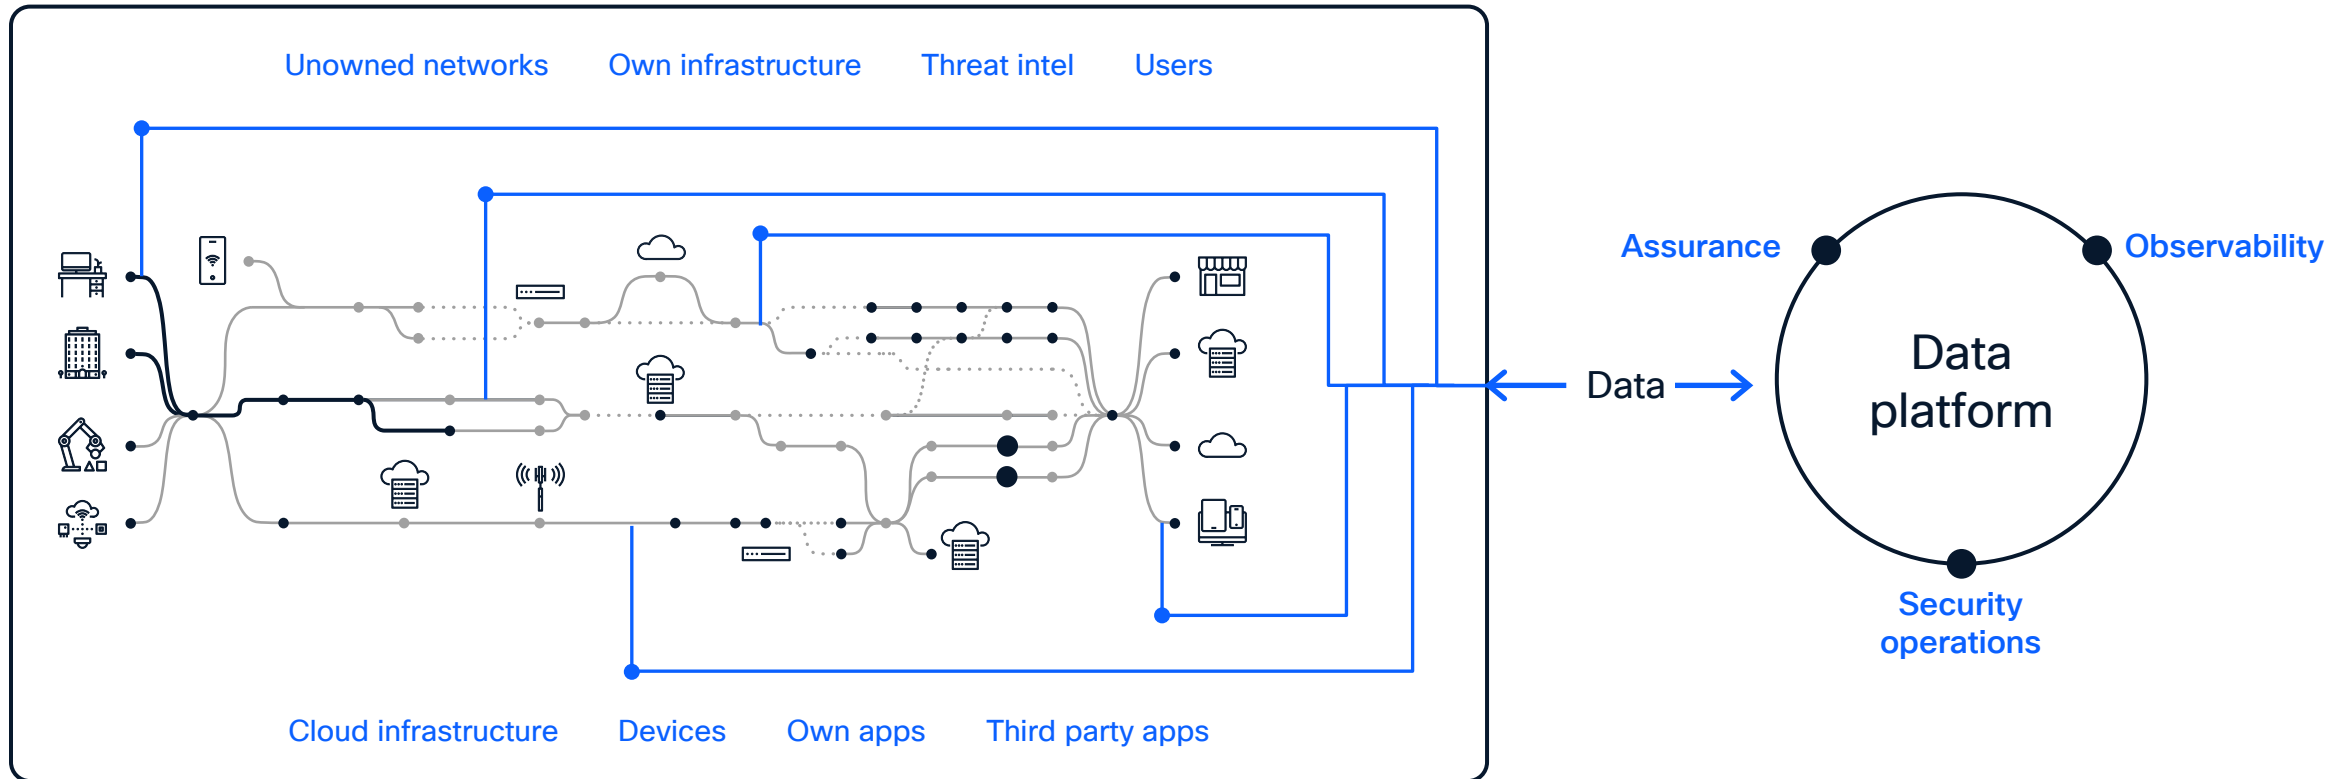 Unowned networks Own infrastructure Threat intel Users
Assurance
Observability
Data
Data
platform
Security
operations
Cloud infrastructure Devices Own apps Third party apps